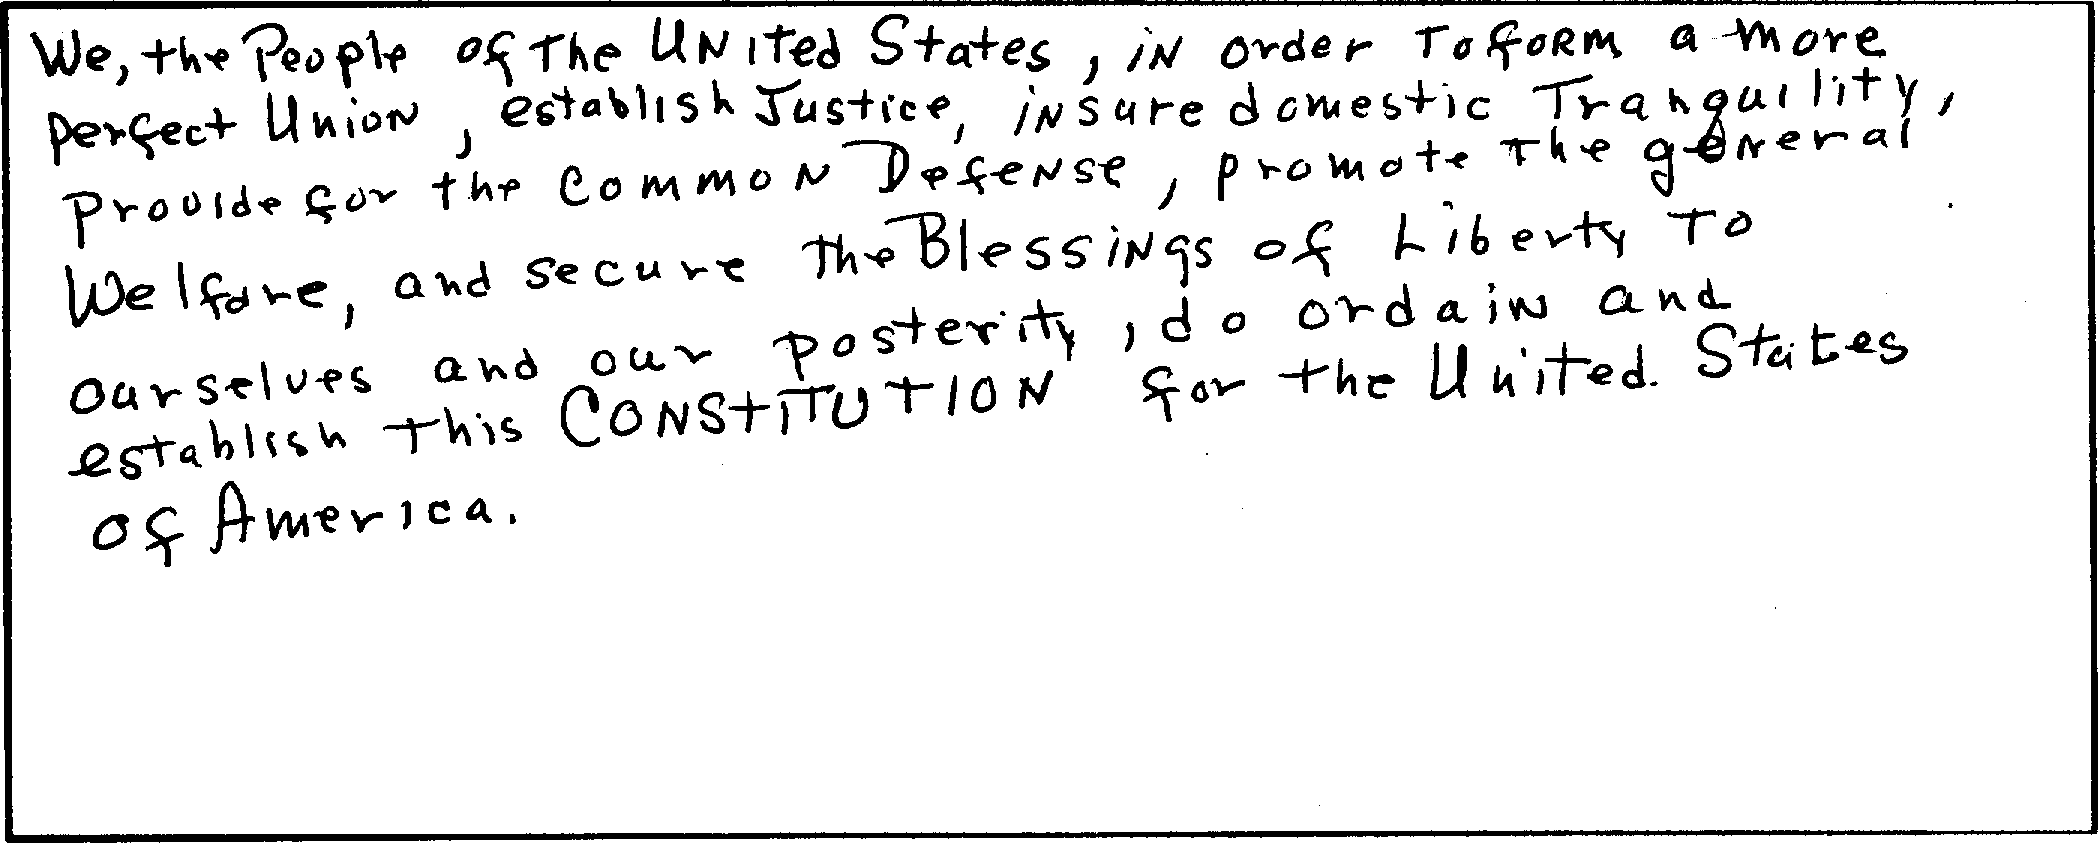 We, the People of The United States, in order To form a more
perfect Union, establish Justice, insure domestic Tranquility,
Provide for the Common Defense, promote The general
Welfare, and secure the Blessings of Liberty To
ourselves and our posterity, do ordain and
establish this CONSTITUTION for the United States
of America.